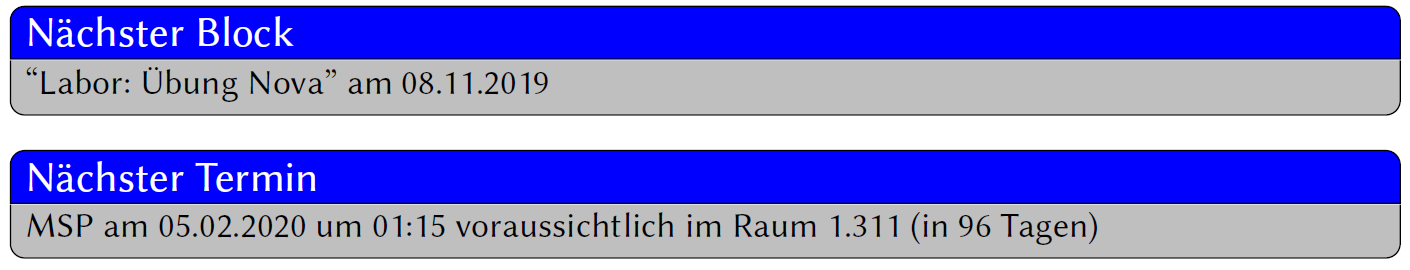 Nächster Block
“Labor: Übung Nova” am 08.11.2019
Nächster Termin
MSP am 05.02.2020 um 01:15 voraussichtlich im Raum 1.311 (in 96 Tagen)